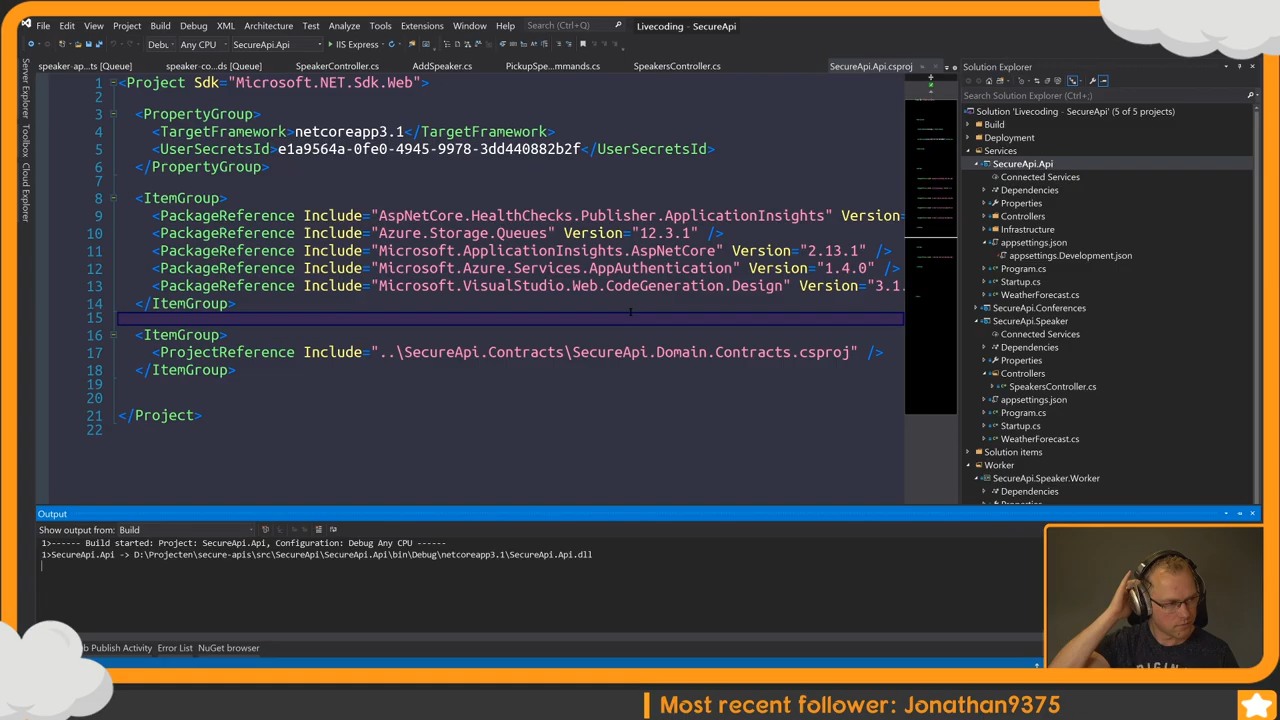 File Edit View Project Build Debug XML Architecture Test Analyze Tools Extensions Window Help Search (Ctrl+Q) Livecoding - SecureApi
Debu Any CPU SecureApi.Api IIS Express
speaker-ap...ts [Queue] speaker-co...ds [Queue] SpeakerController.cs AddSpeaker.cs PickupSpe...mmands.cs SpeakersController.cs SecureApi.Api.csproj
1 <Project Sdk="Microsoft.NET.Sdk.Web">
2
3 <PropertyGroup>
4 <TargetFramework>netcoreapp3.1</TargetFramework>
5 <UserSecretsId>e1a9564a-0fe0-4945-9978-3dd440882b2f</UserSecretsId>
6 </PropertyGroup>
7
8 <ItemGroup>
9 <PackageReference Include="AspNetCore.HealthChecks.Publisher.ApplicationInsights" Version=
10 <PackageReference Include="Azure.Storage.Queues" Version="12.3.1" />
11 <PackageReference Include="Microsoft.ApplicationInsights.AspNetCore" Version="2.13.1" />
12 <PackageReference Include="Microsoft.Azure.Services.AppAuthentication" Version="1.4.0" />
13 <PackageReference Include="Microsoft.VisualStudio.Web.CodeGeneration.Design" Version="3.1.
14 </ItemGroup>
15
16 <ItemGroup>
17 <ProjectReference Include="..\SecureApi.Contracts\SecureApi.Domain.Contracts.csproj" />
18 </ItemGroup>
19
20
21 </Project>
22
Server Explorer Toolbox Cloud Explorer
Solution Explorer
Search Solution Explorer (Ctrl+;)
Solution 'Livecoding - SecureApi' (5 of 5 projects)
Build
Deployment
Services
SecureApi.Api
Connected Services
Dependencies
Properties
Controllers
Infrastructure
appsettings.json
appsettings.Development.json
Program.cs
Startup.cs
WeatherForecast.cs
SecureApi.Conferences
SecureApi.Speaker
Connected Services
Dependencies
Properties
Controllers
SpeakersController.cs
appsettings.json
Program.cs
Startup.cs
WeatherForecast.cs
Solution items
Worker
SecureApi.Speaker.Worker
Dependencies
Output
Show output from: Build
1>------ Build started: Project: SecureApi.Api, Configuration: Debug Any CPU ------
1>SecureApi.Api -> D:\Projecten\secure-apis\src\SecureApi\SecureApi.Api\bin\Debug\netcoreapp3.1\SecureApi.Api.dll
b Publish Activity Error List NuGet browser
Most recent follower: Jonathan9375